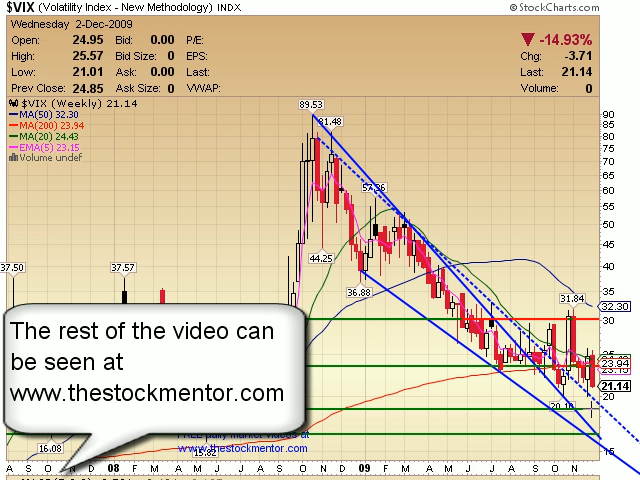 $VIX (Volatility Index - New Methodology) INDX © StockCharts.com
Wednesday 2-Dec-2009
Open: 24.95 Bid: 0.00 P/E: -14.93%
High: 25.57 Bid Size: 0 EPS: Chg: -3.71
Low: 21.01 Ask: 0.00 Last: Last: 21.14
Prev Close: 24.85 Ask Size: 0 VWAP: Volume: 0
$VIX (Weekly) 21.14
MA(50) 32.30
MA(200) 23.94
MA(20) 24.43
EMA(5) 23.15
Volume undef
89.53
81.48
57.36
44.25
36.88
37.50
37.57
31.84
20.10
16.08
15.82
90
85
80
75
70
65
60
55
50
45
40
35
32.30
30
23.94
21.14
20
15
The rest of the video can
be seen at
www.thestockmentor.com
market videos at
www.thestockmentor.com
A S O N D 08 F M A M J J A S O N D 09 F M A M J J A S O N